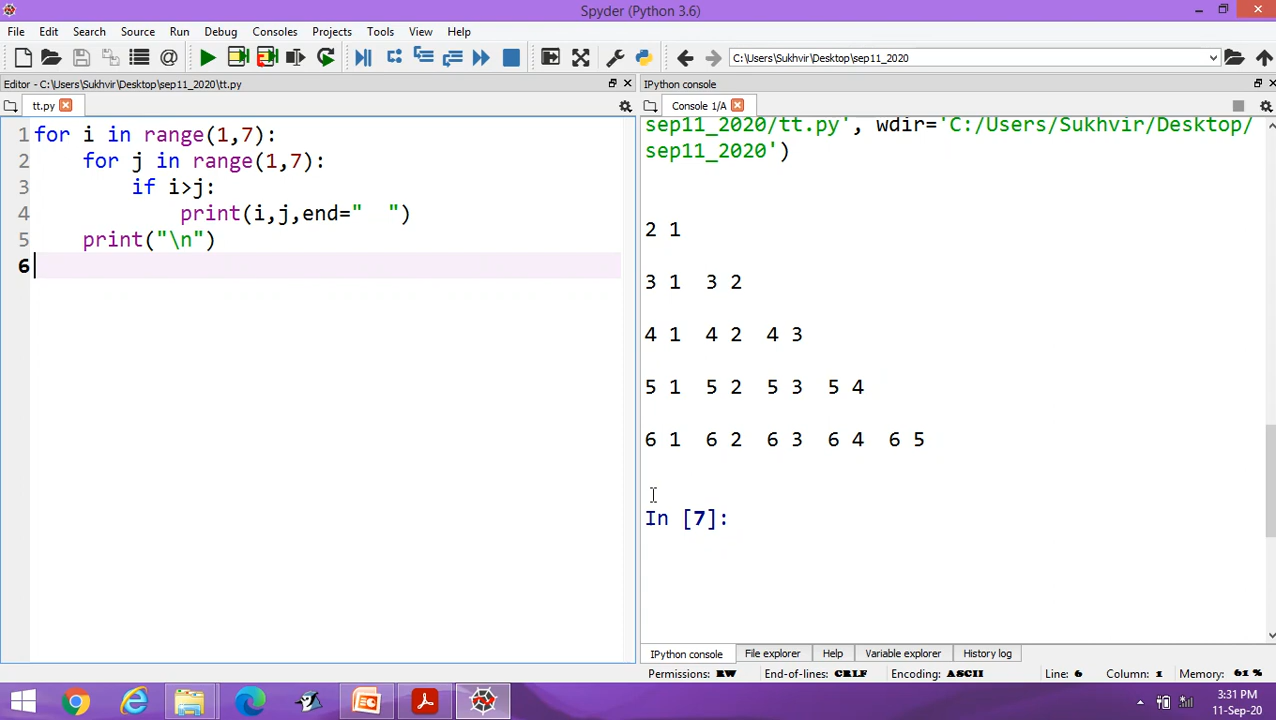 Spyder (Python 3.6)
File Edit Search Source Run Debug Consoles Projects Tools View Help
C:\Users\Sukhvir\Desktop\sep11_2020
Editor - C:\Users\Sukhvir\Desktop\sep11_2020\tt.py
tt.py
1 for i in range(1,7):
2     for j in range(1,7):
3         if i>j:
4             print(i,j,end="  ")
5     print("\n")
6
IPython console
Console 1/A
sep11_2020/tt.py', wdir='C:/Users/Sukhvir/Desktop/
sep11_2020')
2 1
3 1  3 2
4 1  4 2  4 3
5 1  5 2  5 3  5 4
6 1  6 2  6 3  6 4  6 5
In [7]:
IPython console File explorer Help Variable explorer History log
Permissions: RW End-of-lines: CRLF Encoding: ASCII Line: 6 Column: 1 Memory: 61 %
3:31 PM
11-Sep-20